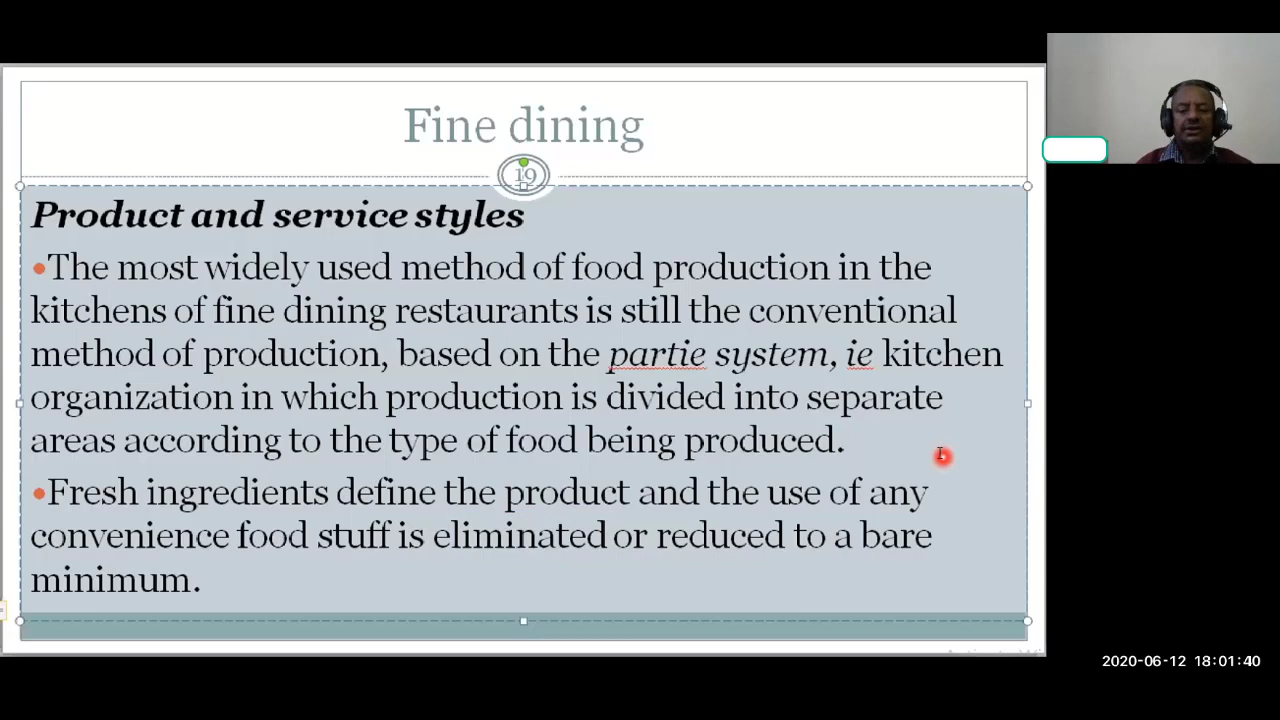 Fine dining
19
Product and service styles
•The most widely used method of food production in the
kitchens of fine dining restaurants is still the conventional
method of production, based on the partie system, ie kitchen
organization in which production is divided into separate
areas according to the type of food being produced.
•Fresh ingredients define the product and the use of any
convenience food stuff is eliminated or reduced to a bare
minimum.
2020-06-12 18:01:40